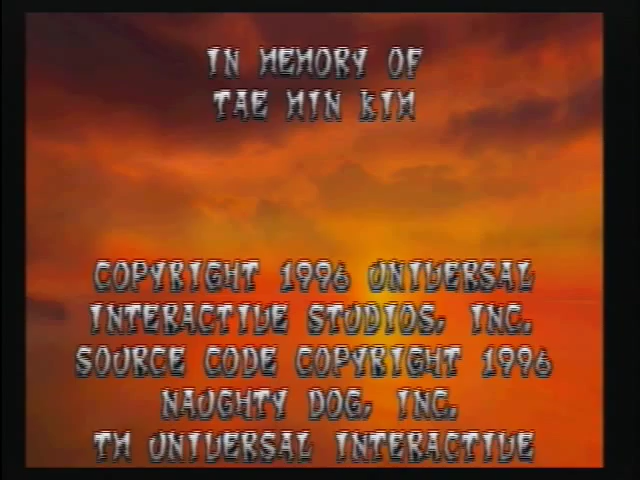 IN MEMORY OF
TAE MIN KIM
COPYRIGHT 1996 UNIVERSAL
INTERACTIVE STUDIOS, INC.
SOURCE CODE COPYRIGHT 1996
NAUGHTY DOG, INC.
TM UNIVERSAL INTERACTIVE